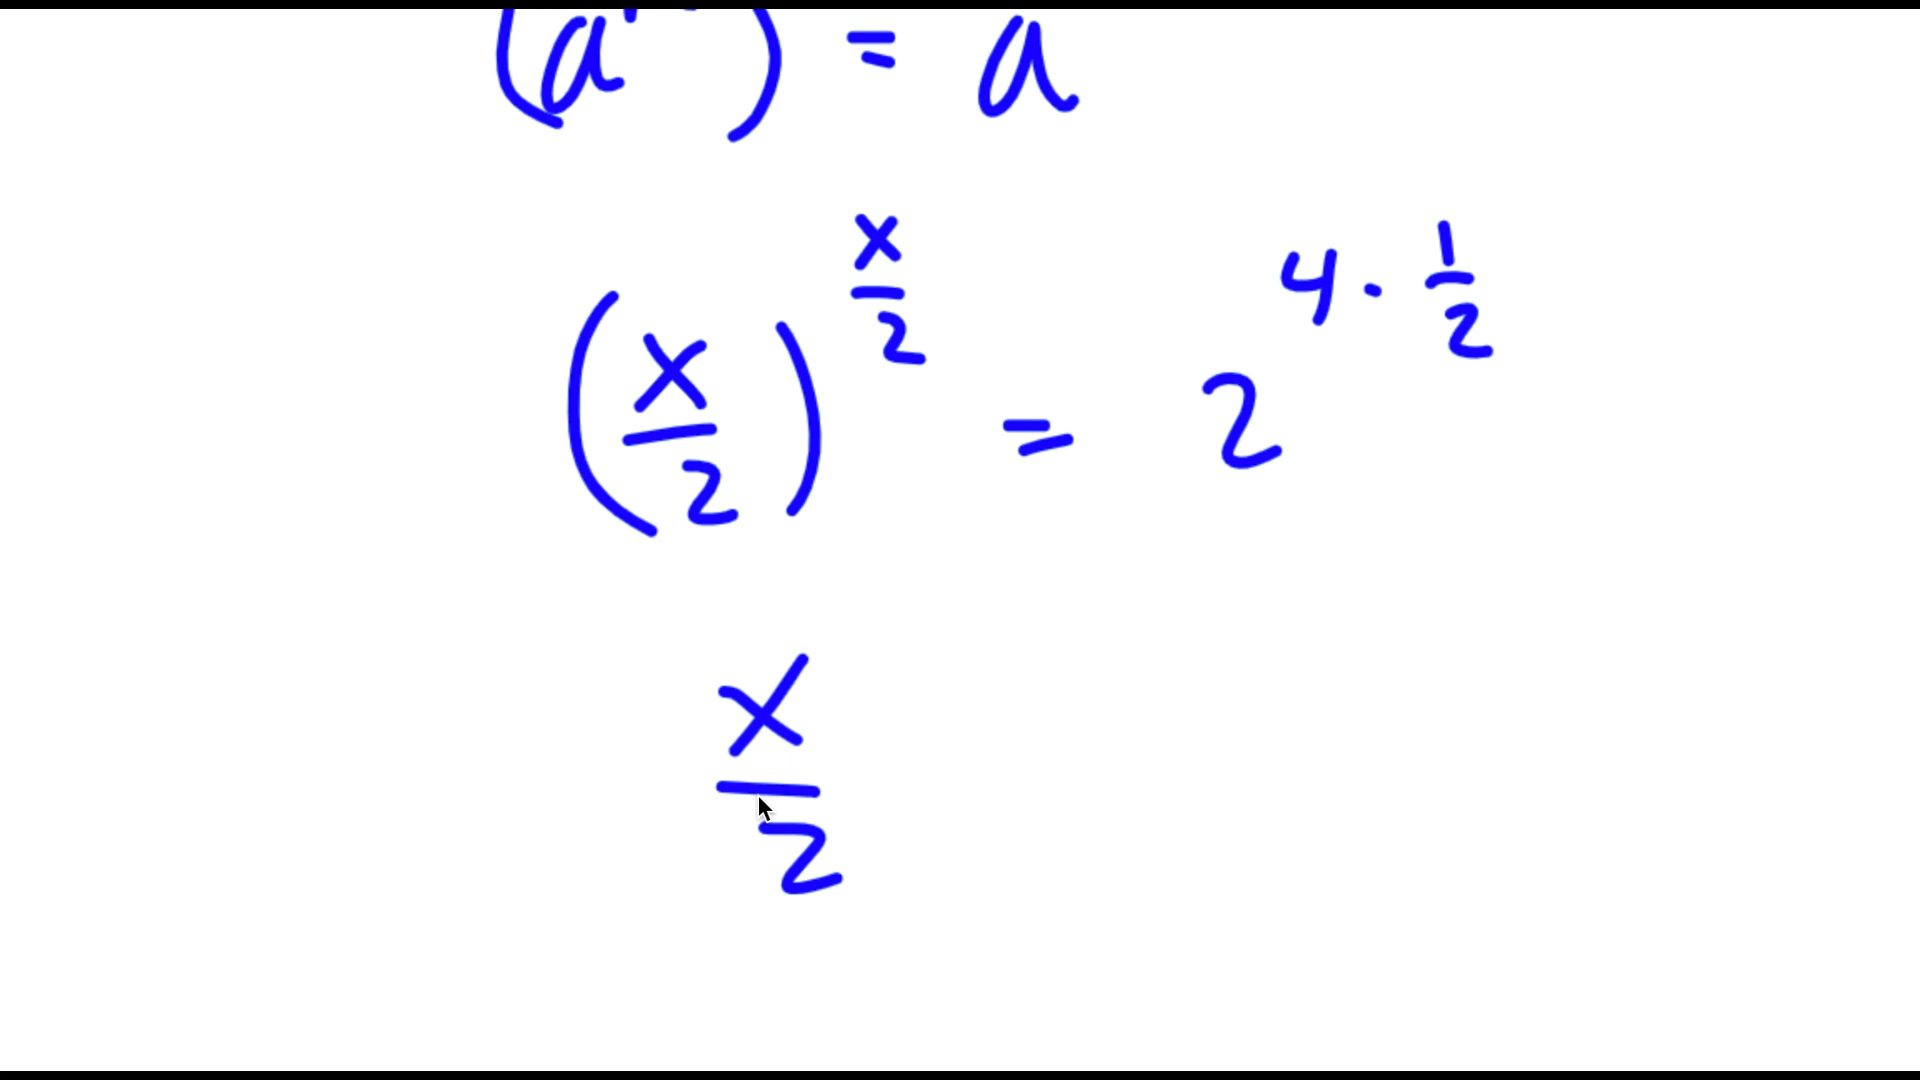 (a ) = a
(x/2)^(x/2) = 2^(4 · 1/2)
x/2